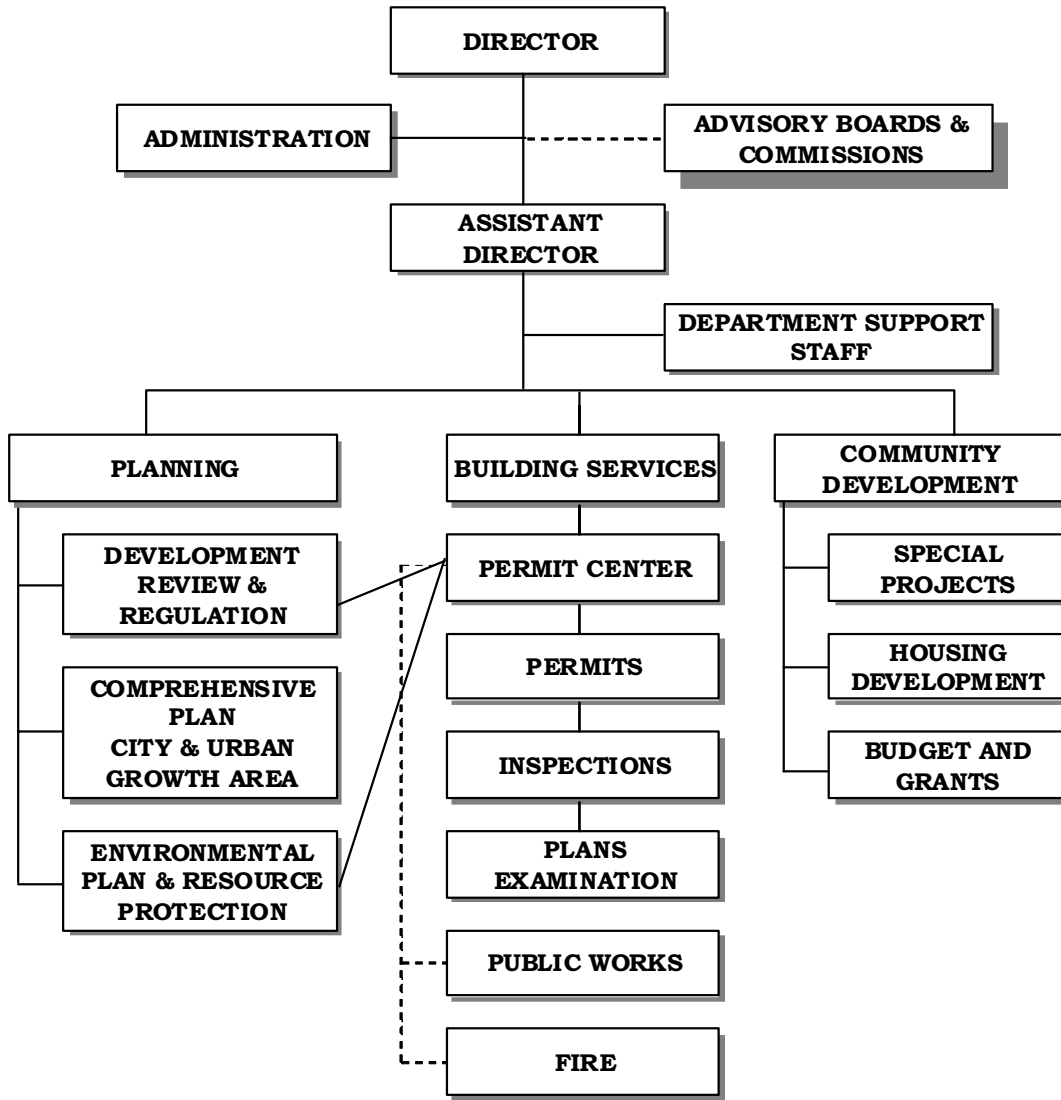 DIRECTOR
ADMINISTRATION
ADVISORY BOARDS &
COMMISSIONS
ASSISTANT
DIRECTOR
DEPARTMENT SUPPORT
STAFF
PLANNING
DEVELOPMENT
REVIEW &
REGULATION
COMPREHENSIVE
PLAN
CITY & URBAN
GROWTH AREA
ENVIRONMENTAL
PLAN & RESOURCE
PROTECTION
BUILDING SERVICES
PERMIT CENTER
PERMITS
INSPECTIONS
PLANS
EXAMINATION
PUBLIC WORKS
FIRE
COMMUNITY
DEVELOPMENT
SPECIAL
PROJECTS
HOUSING
DEVELOPMENT
BUDGET AND
GRANTS